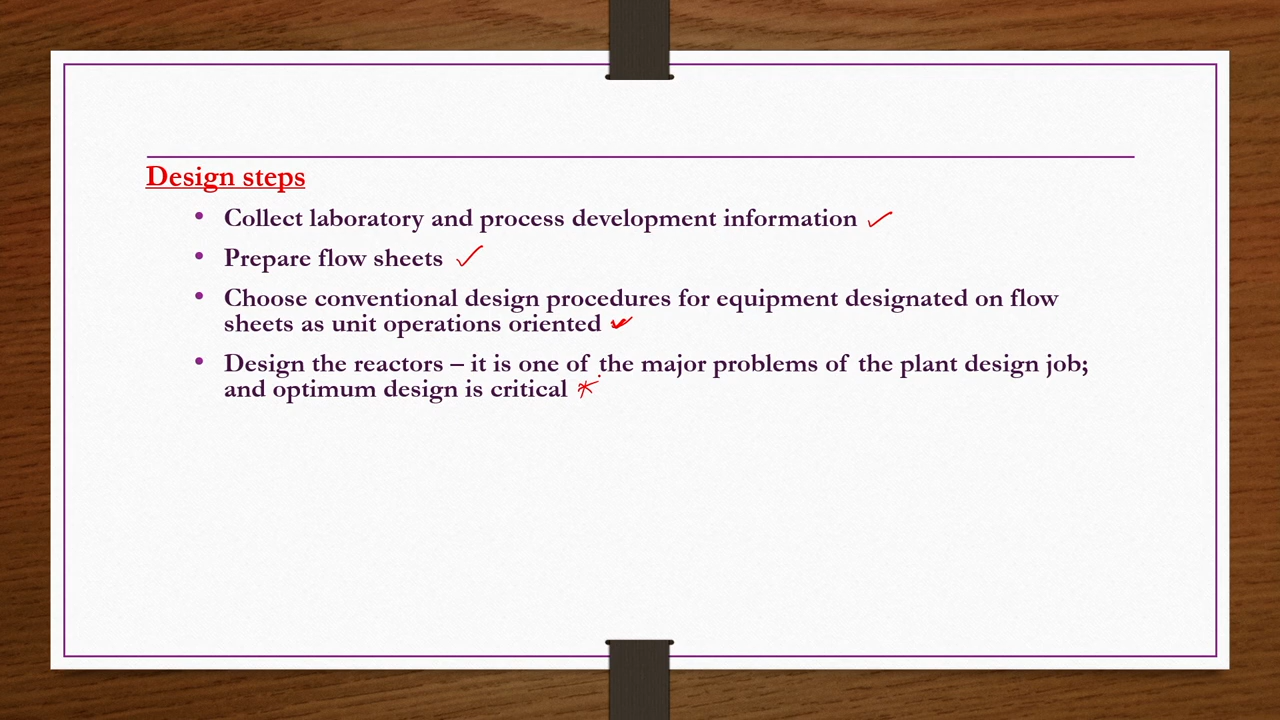 Design steps
• Collect laboratory and process development information ✓
• Prepare flow sheets ✓
• Choose conventional design procedures for equipment designated on flow
sheets as unit operations oriented ✓
• Design the reactors – it is one of the major problems of the plant design job;
and optimum design is critical *